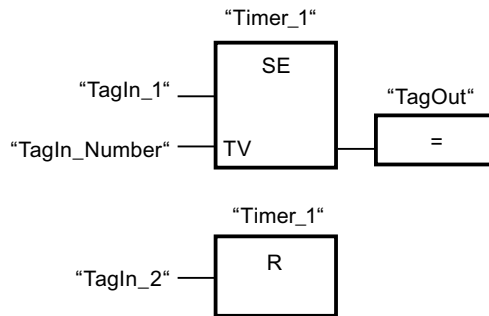 “Timer_1“
SE
“TagIn_1“
“TagOut“
“TagIn_Number“ TV =
“Timer_1“
R
“TagIn_2“